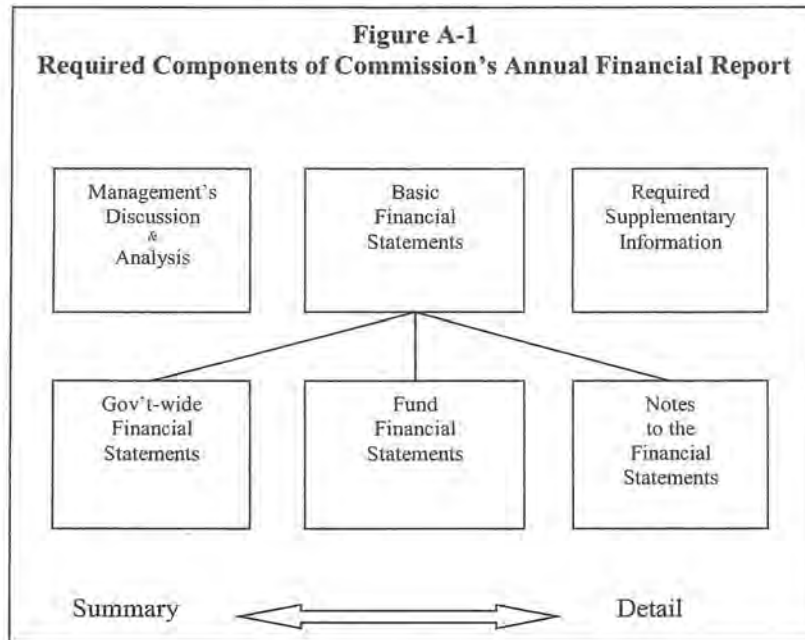 Figure A-1
Required Components of Commission's Annual Financial Report
Management's
Discussion
&
Analysis
Basic
Financial
Statements
Required
Supplementary
Information
Gov't-wide
Financial
Statements
Fund
Financial
Statements
Notes
to the
Financial
Statements
Summary
Detail